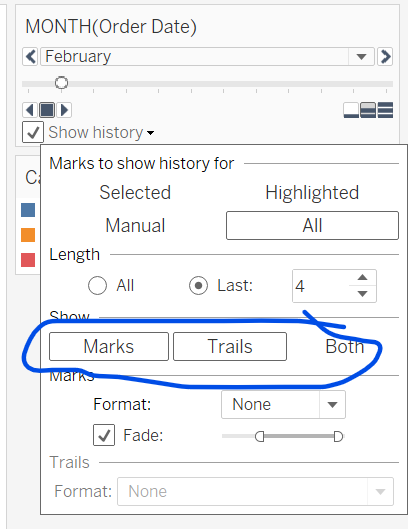 MONTH(Order Date)
February
Show history
Ca
Marks to show history for
Selected Highlighted
Manual All
Length
All Last: 4
Show
Marks Trails Both
Marks
Format: None
Fade:
Trails
Format: None